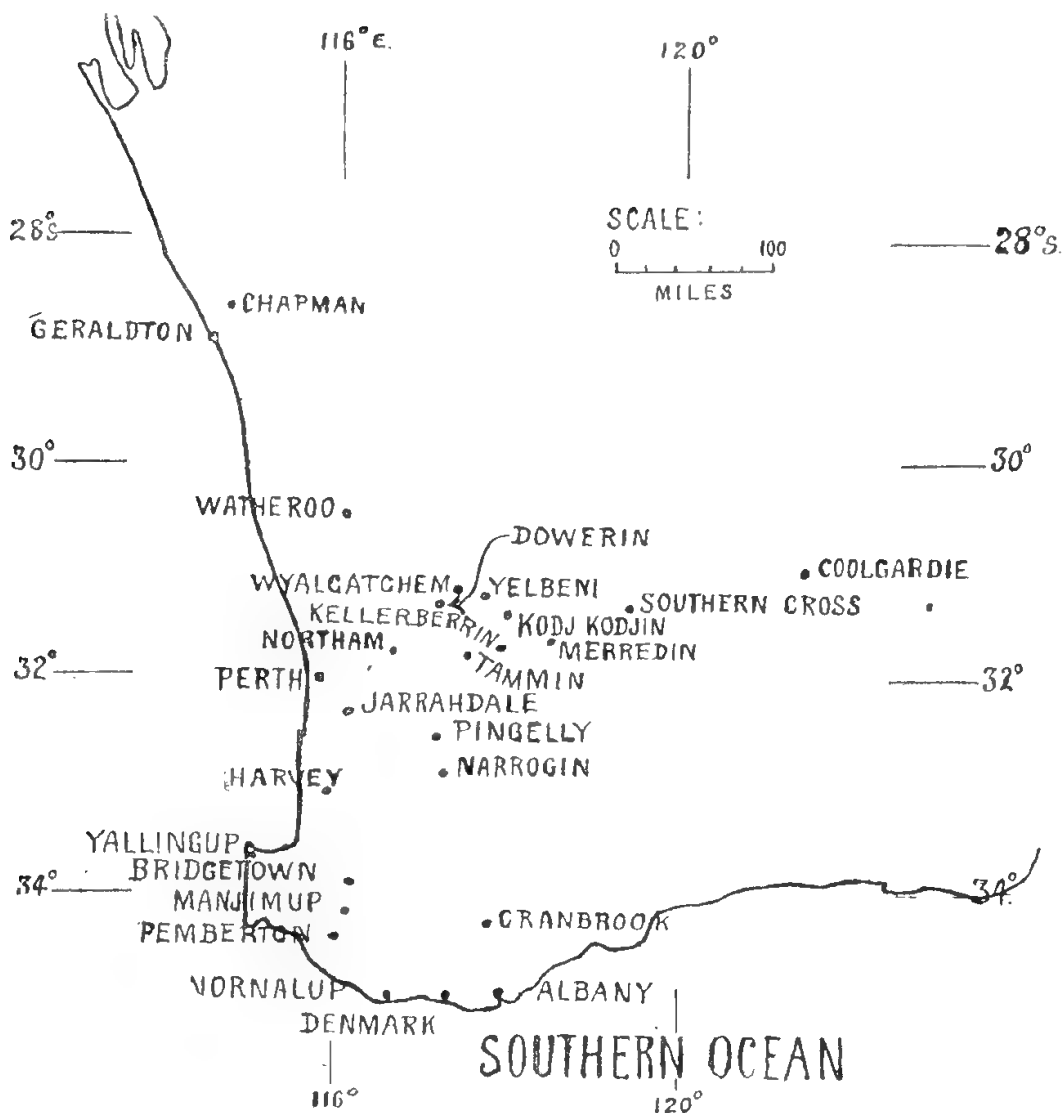 116°E.
120°
28°S
SCALE:
0 100
MILES
28°S.
CHAPMAN
GERALDTON
30°
30°
WATHEROO
DOWERIN
WYALCATCHEM
YELBENI
COOLGARDIE
KELLERBERRIN
KODJ KODJIN
SOUTHERN CROSS
NORTHAM
MERREDIN
TAMMIN
32°
PERTH
32°
JARRAHDALE
PINGELLY
NARROGIN
HARVEY
YALLINGUP
BRIDGETOWN
34°
34°
MANJIMUP
CRANBROOK
PEMBERTON
NORNALUP
ALBANY
DENMARK
SOUTHERN OCEAN
116°
120°